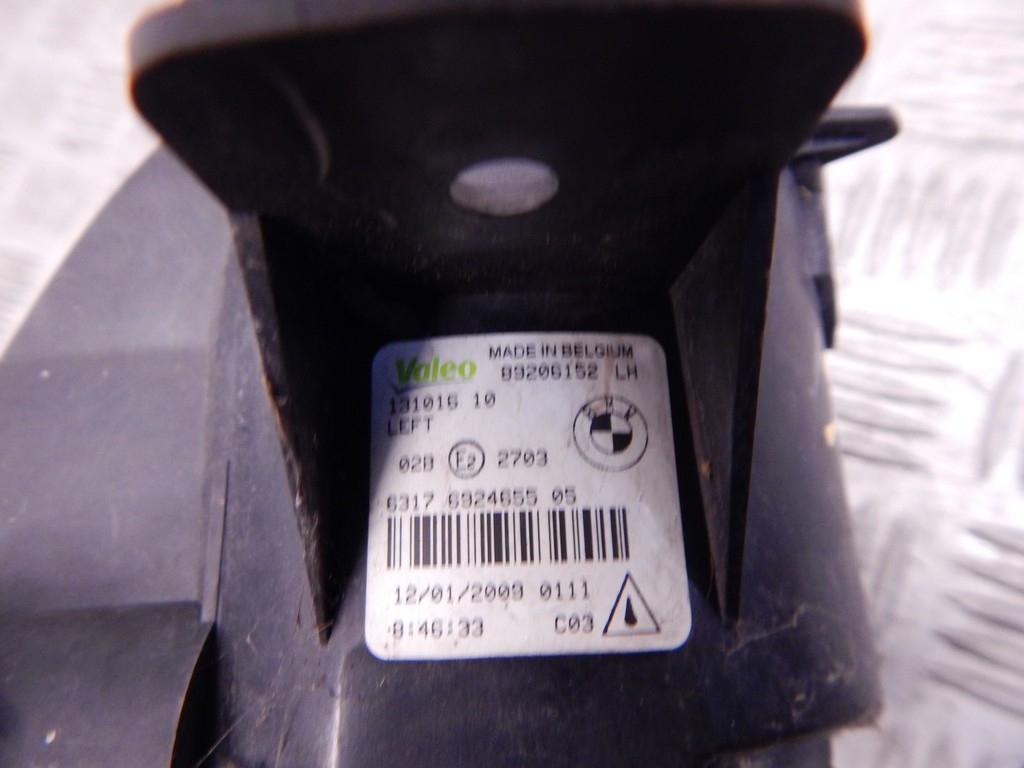 Valeo MADE IN BELGIUM
89206152 LH
131016 10
LEFT
BMW
02B E2 2703
6317 6924655 05
12/01/2009 0111
8:46:33 C03